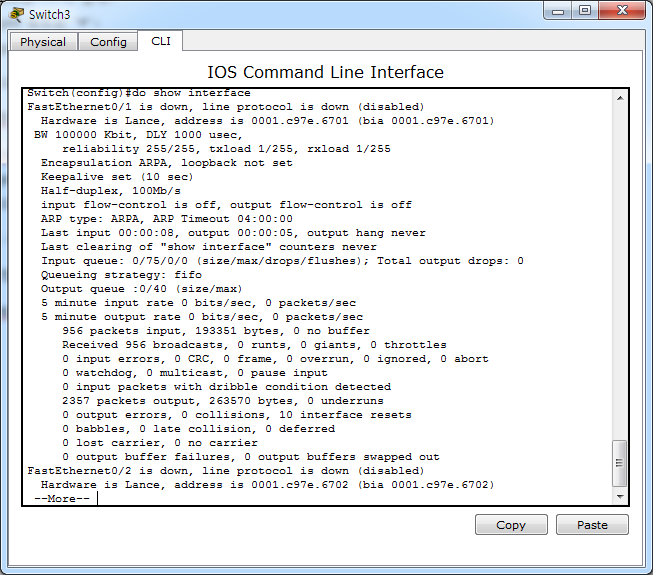 Switch3
Physical Config CLI
IOS Command Line Interface
Switch(config)#do show interface
FastEthernet0/1 is down, line protocol is down (disabled)
Hardware is Lance, address is 0001.c97e.6701 (bia 0001.c97e.6701)
BW 100000 Kbit, DLY 1000 usec,
reliability 255/255, txload 1/255, rxload 1/255
Encapsulation ARPA, loopback not set
Keepalive set (10 sec)
Half-duplex, 100Mb/s
input flow-control is off, output flow-control is off
ARP type: ARPA, ARP Timeout 04:00:00
Last input 00:00:08, output 00:00:05, output hang never
Last clearing of "show interface" counters never
Input queue: 0/75/0/0 (size/max/drops/flushes); Total output drops: 0
Queueing strategy: fifo
Output queue :0/40 (size/max)
5 minute input rate 0 bits/sec, 0 packets/sec
5 minute output rate 0 bits/sec, 0 packets/sec
956 packets input, 193351 bytes, 0 no buffer
Received 956 broadcasts, 0 runts, 0 giants, 0 throttles
0 input errors, 0 CRC, 0 frame, 0 overrun, 0 ignored, 0 abort
0 watchdog, 0 multicast, 0 pause input
0 input packets with dribble condition detected
2357 packets output, 263570 bytes, 0 underruns
0 output errors, 0 collisions, 10 interface resets
0 babbles, 0 late collision, 0 deferred
0 lost carrier, 0 no carrier
0 output buffer failures, 0 output buffers swapped out
FastEthernet0/2 is down, line protocol is down (disabled)
Hardware is Lance, address is 0001.c97e.6702 (bia 0001.c97e.6702)
--More--
Copy Paste